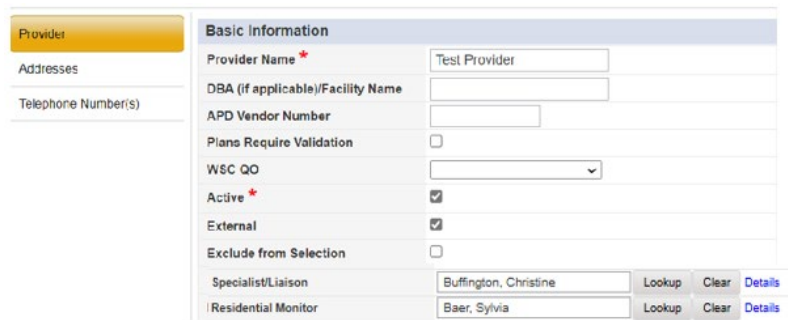 Provider
Addresses
Telephone Number(s)
Basic Information
Provider Name * Test Provider
DBA (if applicable)/Facility Name
APD Vendor Number
Plans Require Validation
WSC QO
Active *
External
Exclude from Selection
Specialist/Liaison Buffington, Christine Lookup Clear Details
Residential Monitor Baer, Sylvia Lookup Clear Details